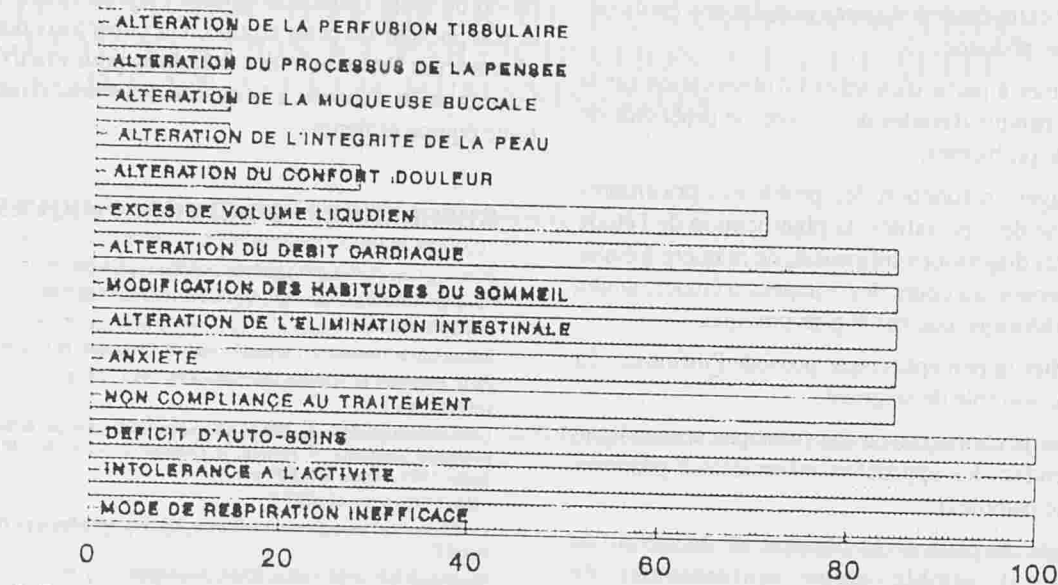 ALTERATION DE LA PERFUSION TISSULAIRE
ALTERATION DU PROCESSUS DE LA PENSEE
ALTERATION DE LA MUQUEUSE BUCCALE
ALTERATION DE L'INTEGRITE DE LA PEAU
ALTERATION DU CONFORT :DOULEUR
EXCES DE VOLUME LIQUDIEN
ALTERATION DU DEBIT CARDIAQUE
MODIFICATION DES HABITUDES DU SOMMEIL
ALTERATION DE L'ELIMINATION INTESTINALE
ANXIETE
NON COMPLIANCE AU TRAITEMENT
DEFICIT D'AUTO-SOINS
INTOLERANCE A L'ACTIVITE
MODE DE RESPIRATION INEFFICACE
0 20 40 60 80 100